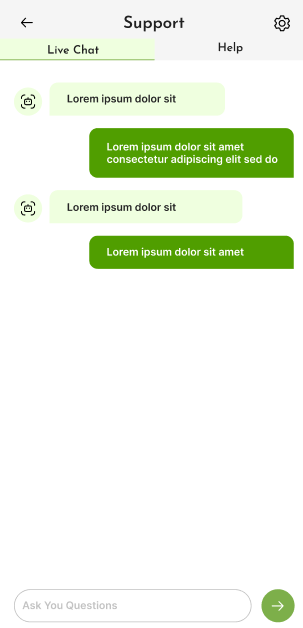 Support
Live Chat
Help
Lorem ipsum dolor sit
Lorem ipsum dolor sit amet
consectetur adipiscing elit sed do
Lorem ipsum dolor sit
Lorem ipsum dolor sit amet
Ask You Questions